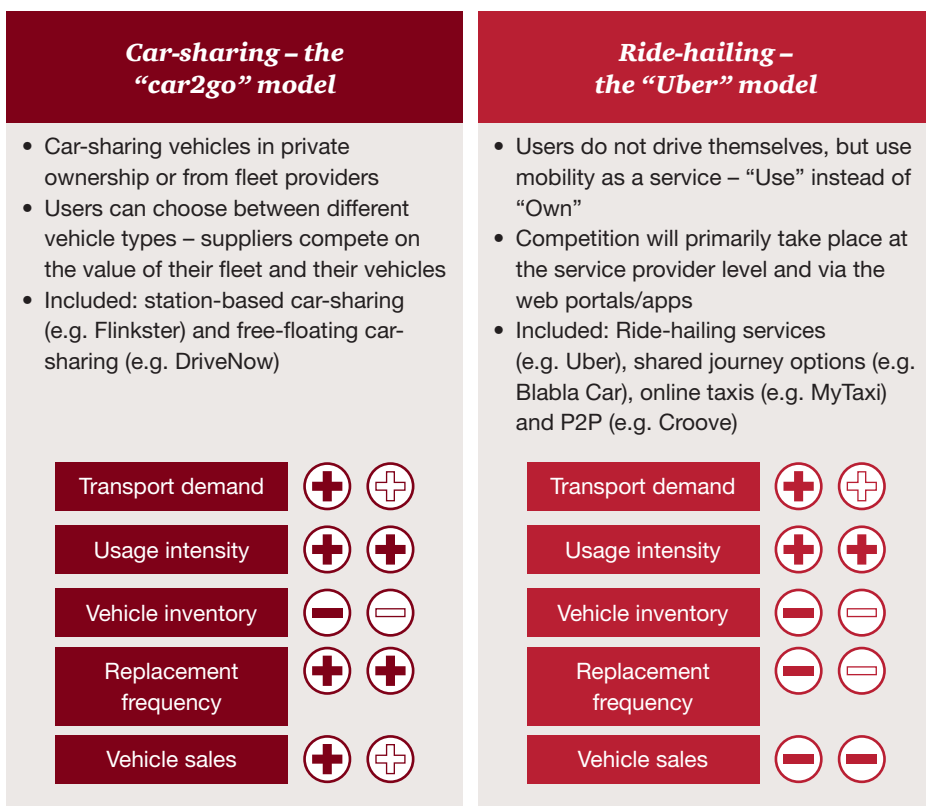 Car-sharing – the
“car2go” model
• Car-sharing vehicles in private
ownership or from fleet providers
• Users can choose between different
vehicle types – suppliers compete on
the value of their fleet and their vehicles
• Included: station-based car-sharing
(e.g. Flinkster) and free-floating car-
sharing (e.g. DriveNow)
Transport demand
Usage intensity
Vehicle inventory
Replacement
frequency
Vehicle sales
Ride-hailing –
the “Uber” model
• Users do not drive themselves, but use
mobility as a service – “Use” instead of
“Own”
• Competition will primarily take place at
the service provider level and via the
web portals/apps
• Included: Ride-hailing services
(e.g. Uber), shared journey options (e.g.
Blabla Car), online taxis (e.g. MyTaxi)
and P2P (e.g. Croove)
Transport demand
Usage intensity
Vehicle inventory
Replacement
frequency
Vehicle sales